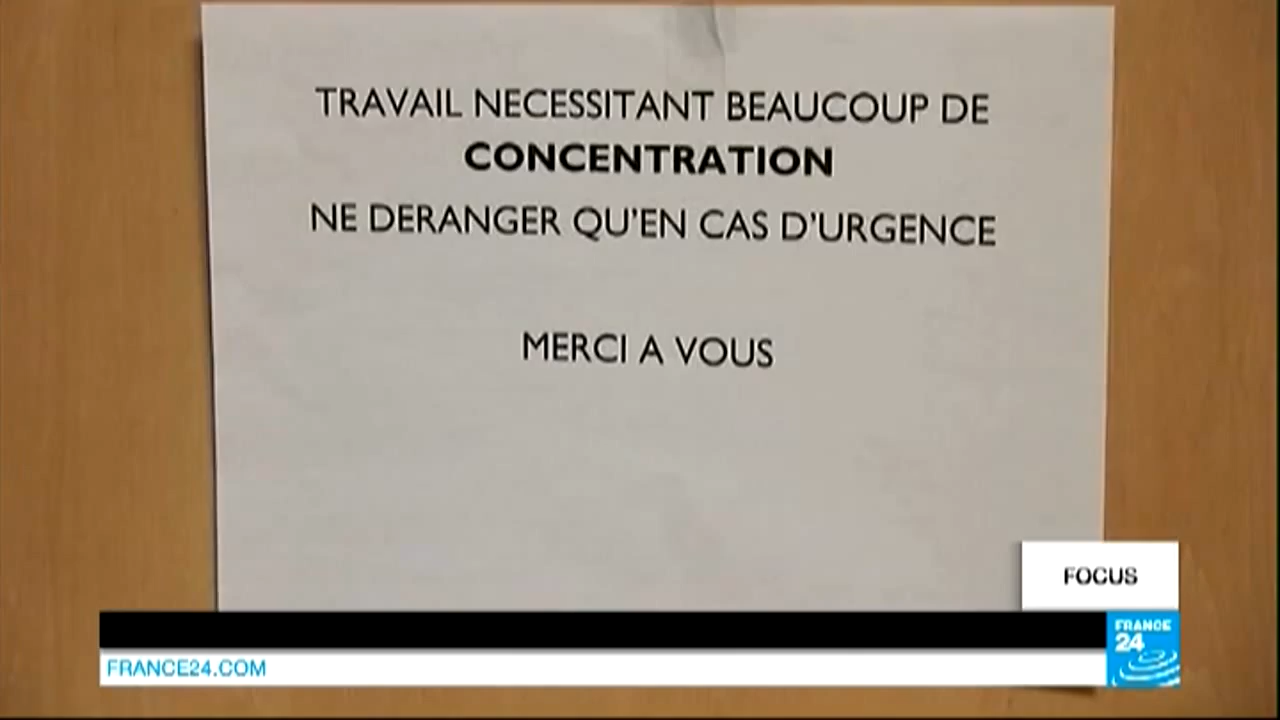 TRAVAIL NECESSITANT BEAUCOUP DE
CONCENTRATION
NE DERANGER QU'EN CAS D'URGENCE
MERCI A VOUS
FOCUS
FRANCE
24
FRANCE24.COM